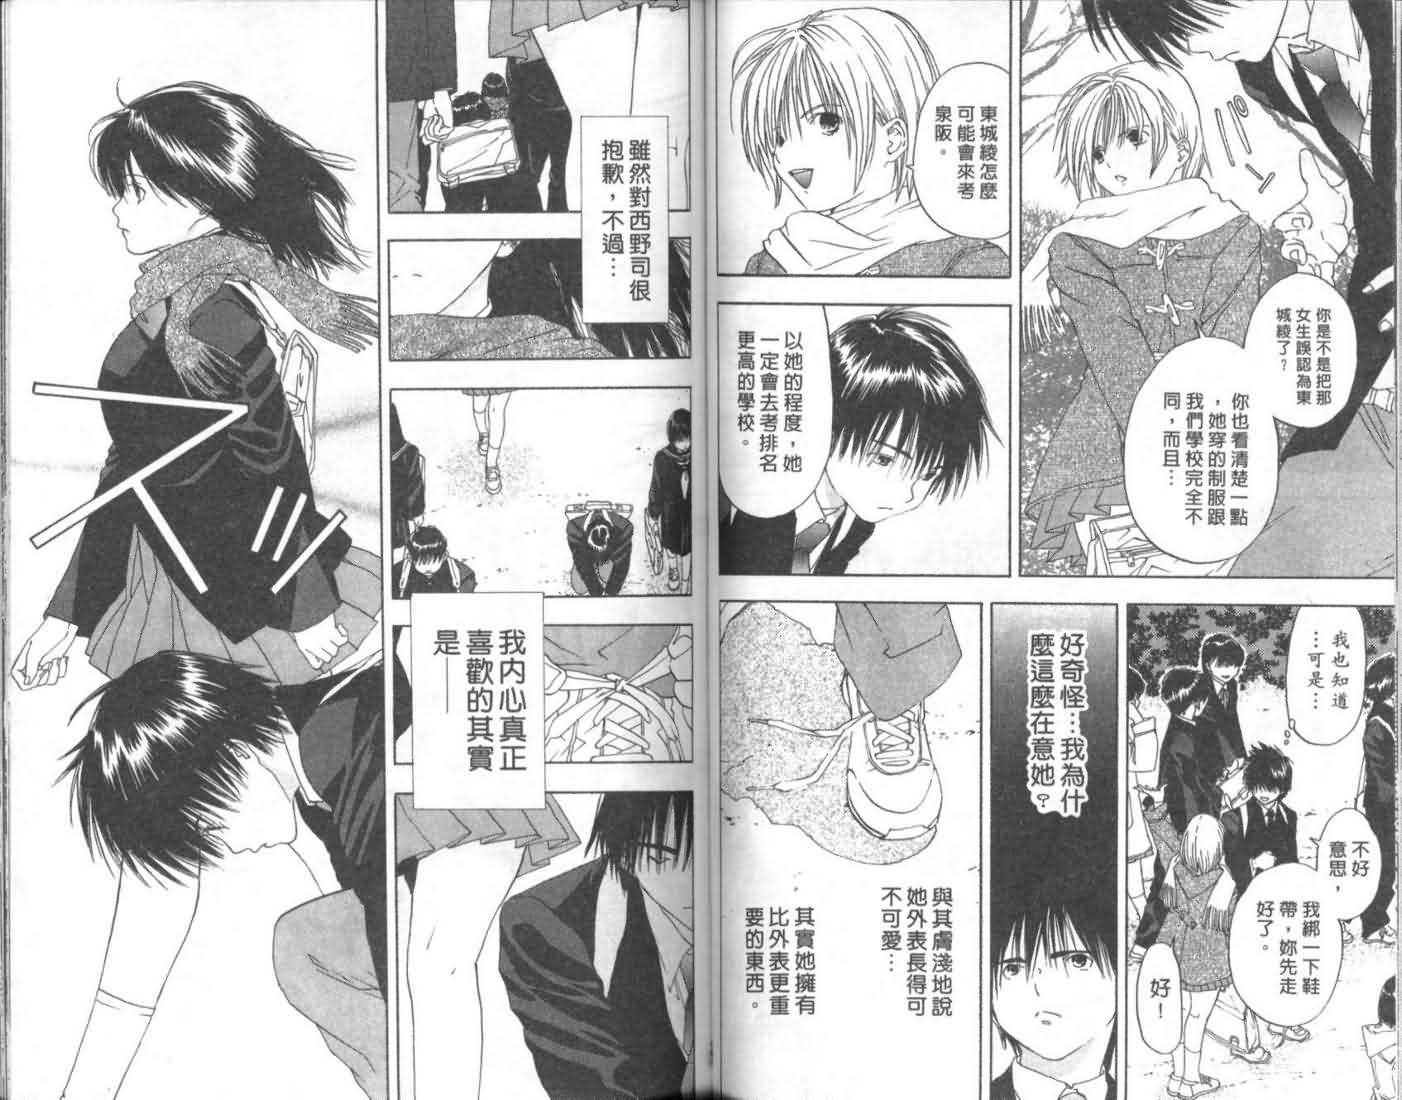 你是不是把那
女生誤認為東
城綾了?
你也看清楚一點
,她穿的制服跟
我們學校完全不
同,而且…
東城綾怎麼
可能會來考
泉阪。
以她的程度,她
一定會去考排名
更高的學校。
我也知道
…可是…
不好
意思,
我綁一下鞋
帶,妳先走
好了。
好!
好奇怪…我為什
麼這麼在意她?
與其膚淺地說
她外表長得可
不可愛…
其實她擁有
比外表更重
要的東西。
雖然對西野司很
抱歉,不過…
我內心真正
喜歡的其實
是——